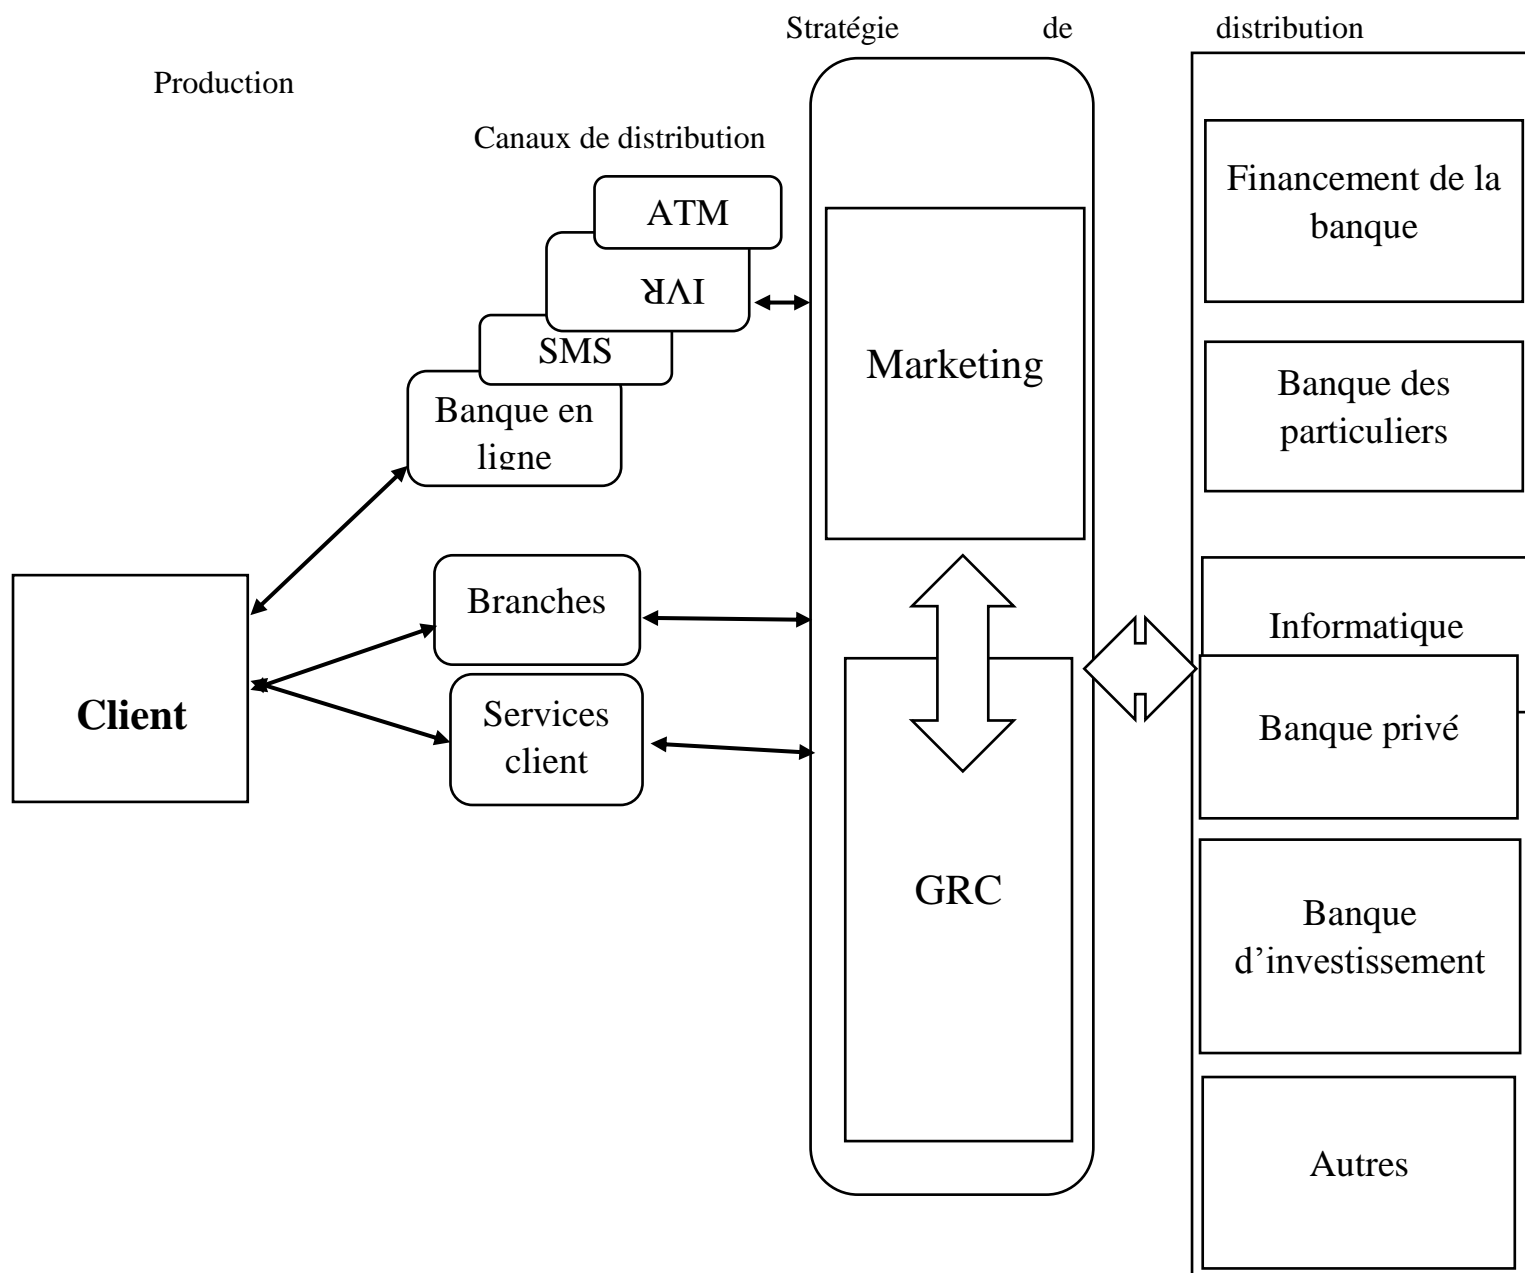 Stratégie de distribution
Production
Canaux de distribution
ATM
IVR
SMS
Banque en
ligne
Branches
Services
client
Client
Marketing
GRC
Financement de la
banque
Banque des
particuliers
Informatique
Banque privé
Banque
d’investissement
Autres